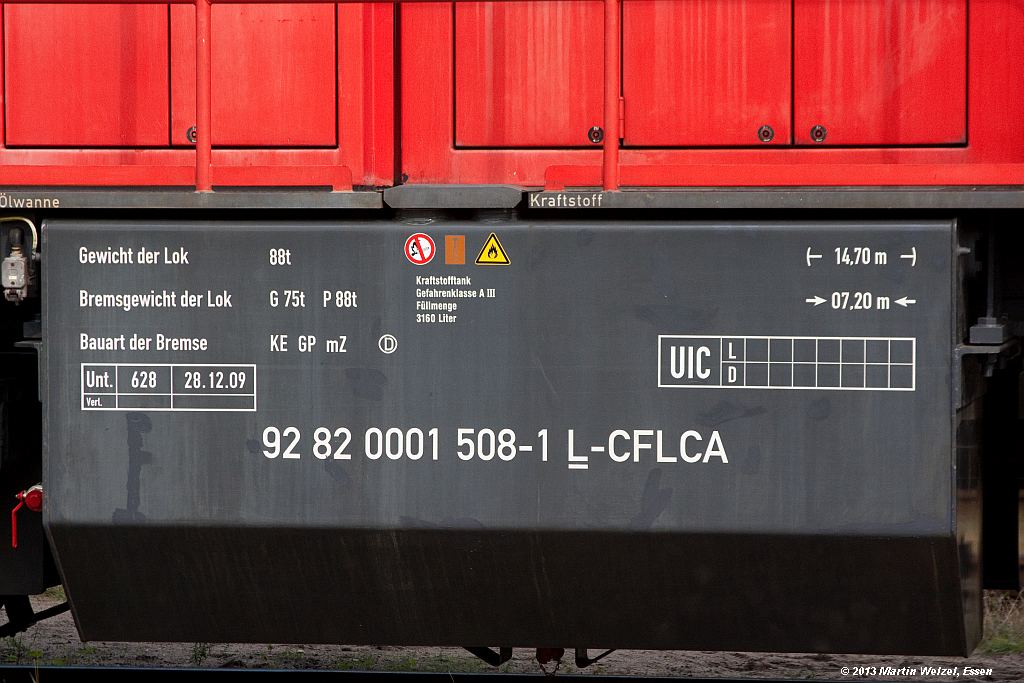 Ölwanne
Kraftstoff
Gewicht der Lok 88t
Bremsgewicht der Lok G 75t P 88t
Bauart der Bremse KE GP mZ D
Unt. 628 28.12.09
Verl.
Kraftstofftank
Gefahrenklasse A III
Füllmenge
3160 Liter
14,70 m
07,20 m
UIC L
D
92 82 0001 508-1 L-CFLCA
© 2013 Martin Welzel, Essen